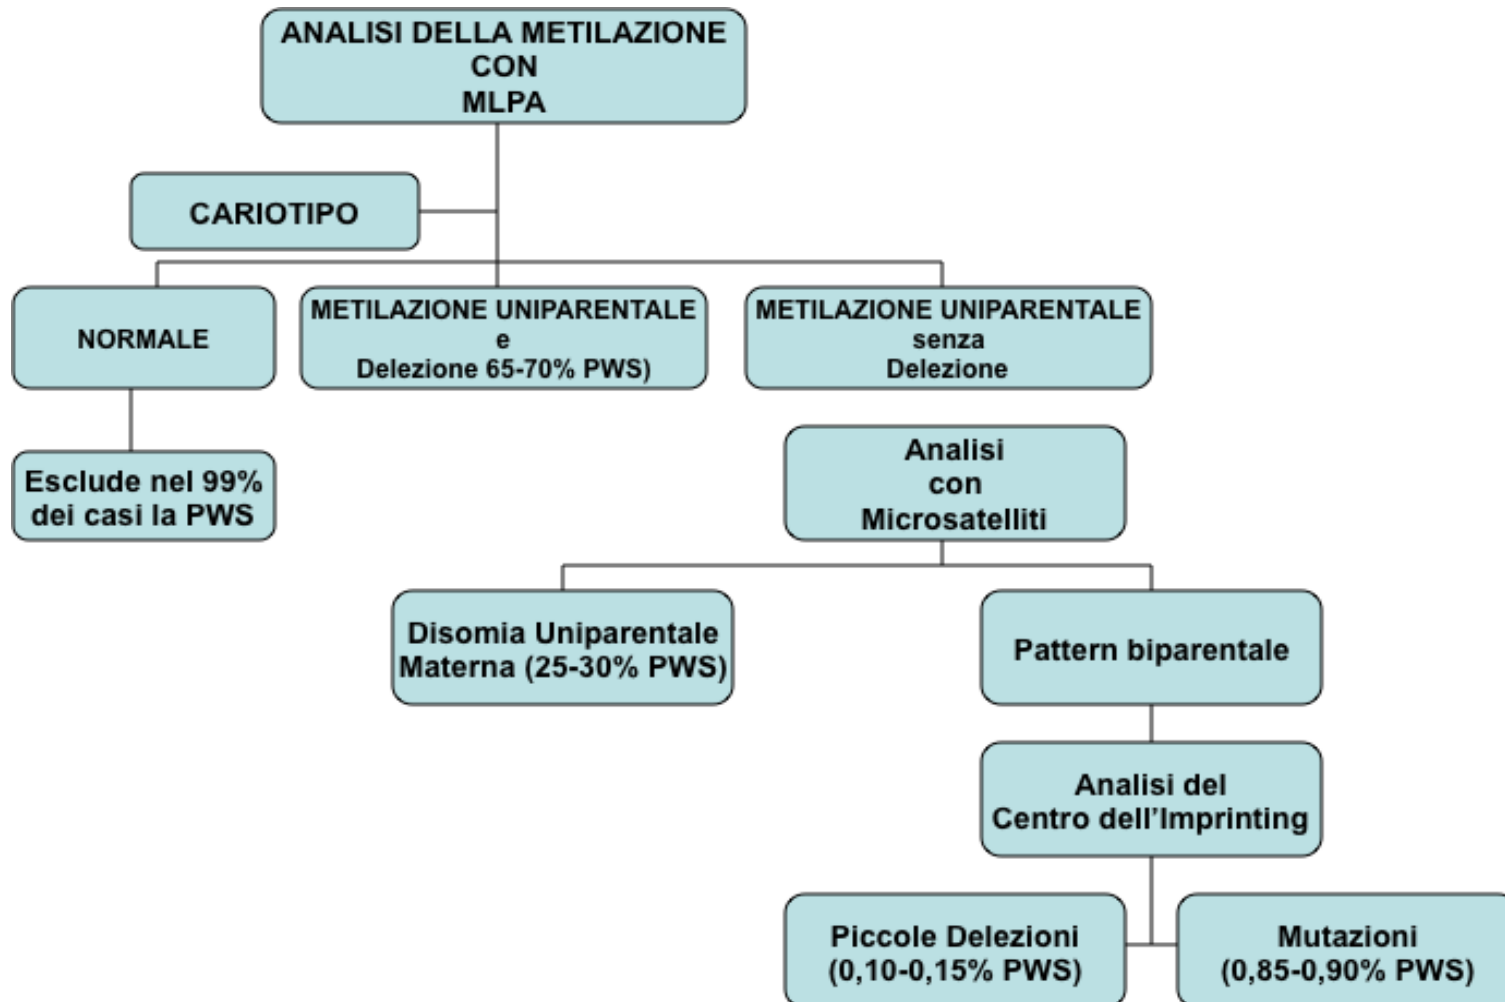 ANALISI DELLA METILAZIONE
CON
MLPA
CARIOTIPO
NORMALE
METILAZIONE UNIPARENTALE
e
Delezione 65-70% PWS)
METILAZIONE UNIPARENTALE
senza
Delezione
Esclude nel 99%
dei casi la PWS
Analisi
con
Microsatelliti
Disomia Uniparentale
Materna (25-30% PWS)
Pattern biparentale
Analisi del
Centro dell’Imprinting
Piccole Delezioni
(0,10-0,15% PWS)
Mutazioni
(0,85-0,90% PWS)